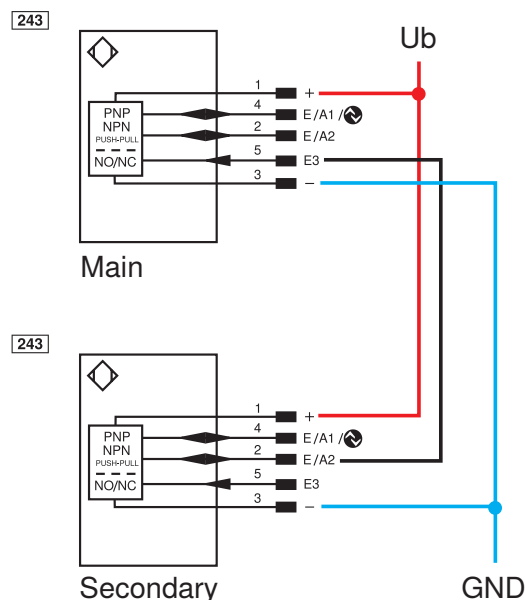 243
Ub
1
+
PNP
4
E/A1/
NPN
2
E/A2
PUSH-PULL
5
E3
NO/NC
3
−
Main
243
1
+
PNP
4
E/A1/
NPN
2
E/A2
PUSH-PULL
5
E3
NO/NC
3
−
Secondary
GND